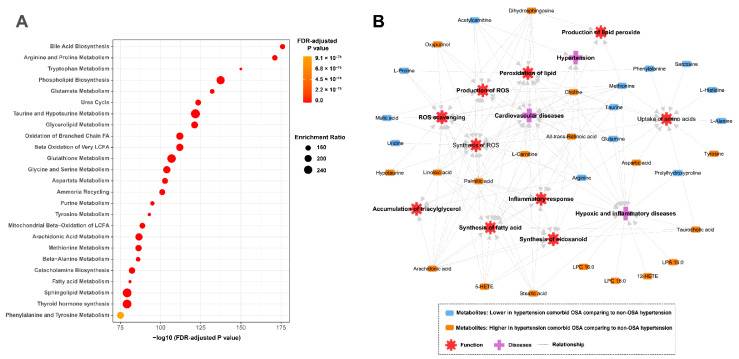 A
FDR-adjusted
P value
Bile Acid Biosynthesis
Arginine and Proline Metabolism
Tryptophan Metabolism
Phospholipid Biosynthesis
Glutamate Metabolism
Urea Cycle
Taurine and Hypotaurine Metabolism
Glycerolipid Metabolism
Oxidation of Branched Chain FA
Beta Oxidation of Very LCFA
Glutathione Metabolism
Glycine and Serine Metabolism
Aspartate Metabolism
Ammonia Recycling
Purine Metabolism
Tyrosine Metabolism
Mitochondrial Beta-Oxidation of LCFA
Arachidonic Acid Metabolism
Methionine Metabolism
Beta-Alanine Metabolism
Catecholamine Biosynthesis
Fatty acid Metabolism
Sphingolipid Metabolism
Thyroid hormone synthesis
Phenylalanine and Tyrosine Metabolism
0.0
Enrichment Ratio
160
200
240
75
100
125
150
175
−log10 (FDR-adjusted P value)
B
Dihydrosphingosine
Acetylcarnitine
Production of lipid peroxide
Oxypurinol
Hypertension
L-Proline
Peroxidation of lipid
Phenylalanine
Sarcosine
Production of ROS
Methionine
L-Histidine
Taurine
Malic acid
ROS scavenging
Cardiovascular diseases
Uptake of amino acids
L-Alanine
Uridine
Synthesis of ROS
All-trans-Retinoic acid
Glutamine
L-Carnitine
Aspartic acid
Tyrosine
Hypotaurine
Linoleic acid
Palmitic acid
Arginine
Prolylhydroxyproline
Inflammatory response
Accumulation of triacylglycerol
Hypoxic and inflammatory diseases
Synthesis of fatty acid
Taurocholic acid
Synthesis of eicosanoid
Arachidonic acid
LPC 18:0
LPA 18:0
12-HETE
LPC 16:0
5-HETE
Stearic acid
Metabolites: Lower in hypertension comorbid OSA comparing to non-OSA hypertension
Metabolites: Higher in hypertension comorbid OSA comparing to non-OSA hypertension
Function
Diseases
Relationship